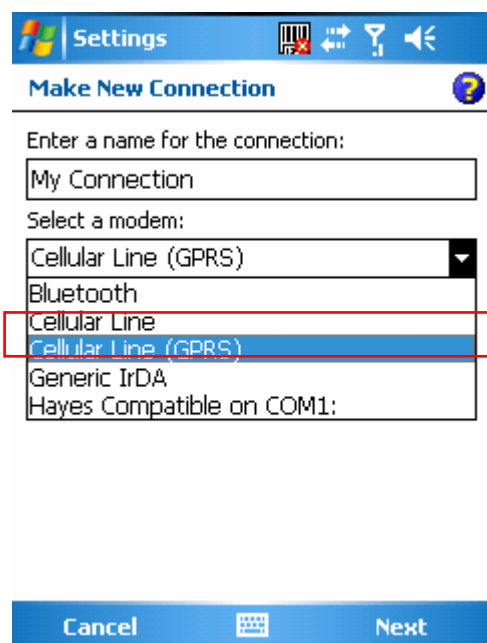 Settings
Make New Connection
Enter a name for the connection:
My Connection
Select a modem:
Cellular Line (GPRS)
Bluetooth
Cellular Line
Cellular Line (GPRS)
Generic IrDA
Hayes Compatible on COM1:
Cancel Next